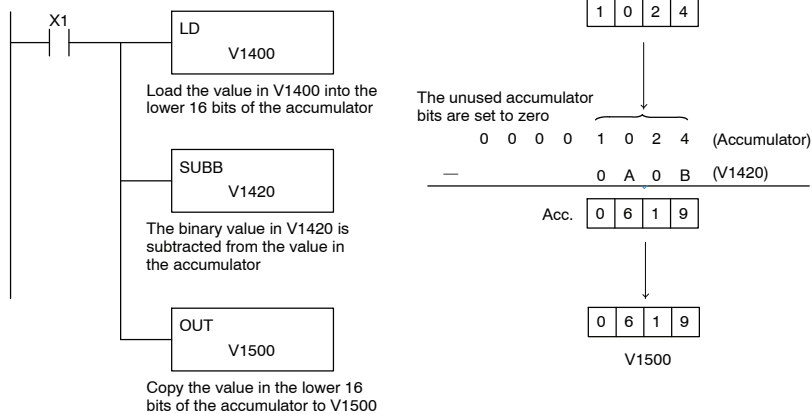 X1
LD
V1400
Load the value in V1400 into the
lower 16 bits of the accumulator
SUBB
V1420
The binary value in V1420 is
subtracted from the value in
the accumulator
OUT
V1500
Copy the value in the lower 16
bits of the accumulator to V1500
1 0 2 4
The unused accumulator
bits are set to zero
0 0 0 0 1 0 2 4 (Accumulator)
— 0 A 0 B (V1420)
Acc. 0 6 1 9
0 6 1 9
V1500